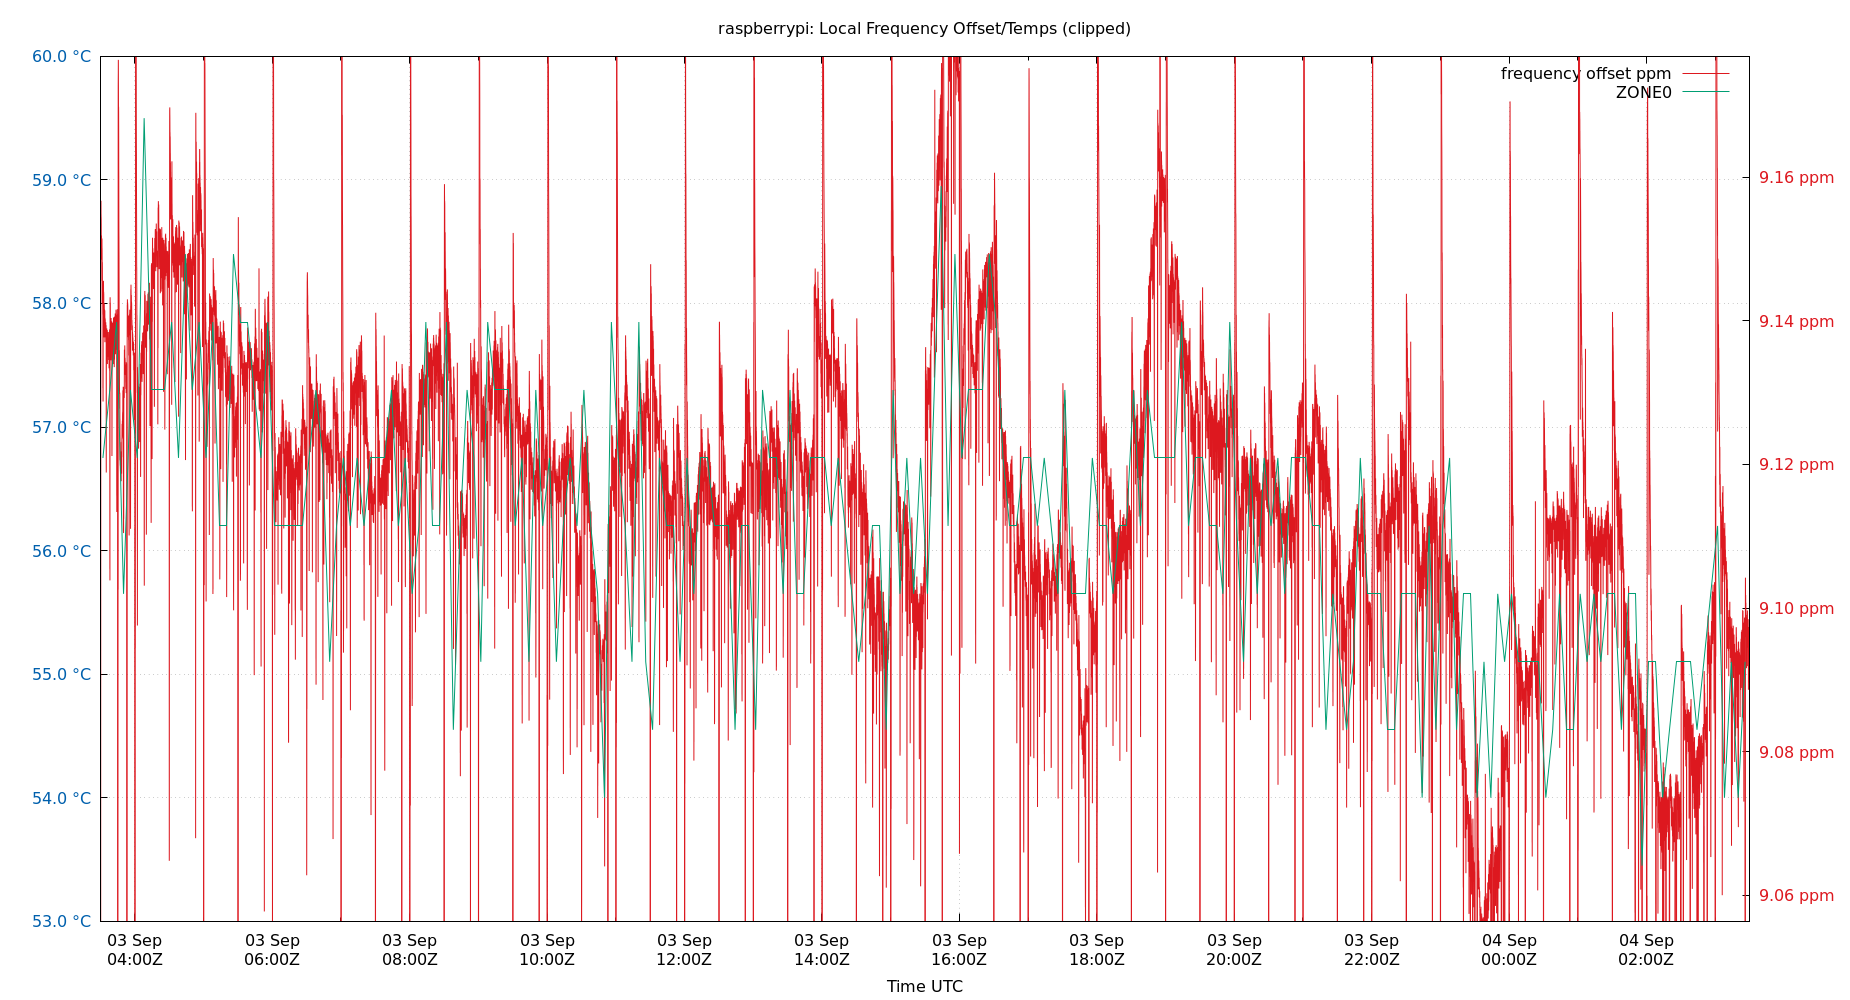 raspberrypi: Local Frequency Offset/Temps (clipped)
60.0 °C
59.0 °C
58.0 °C
57.0 °C
56.0 °C
55.0 °C
54.0 °C
53.0 °C
frequency offset ppm
ZONE0
9.16 ppm
9.14 ppm
9.12 ppm
9.10 ppm
9.08 ppm
9.06 ppm
03 Sep 03 Sep 03 Sep 03 Sep 03 Sep 03 Sep 03 Sep 03 Sep 03 Sep 03 Sep 04 Sep 04 Sep
04:00Z 06:00Z 08:00Z 10:00Z 12:00Z 14:00Z 16:00Z 18:00Z 20:00Z 22:00Z 00:00Z 02:00Z
Time UTC